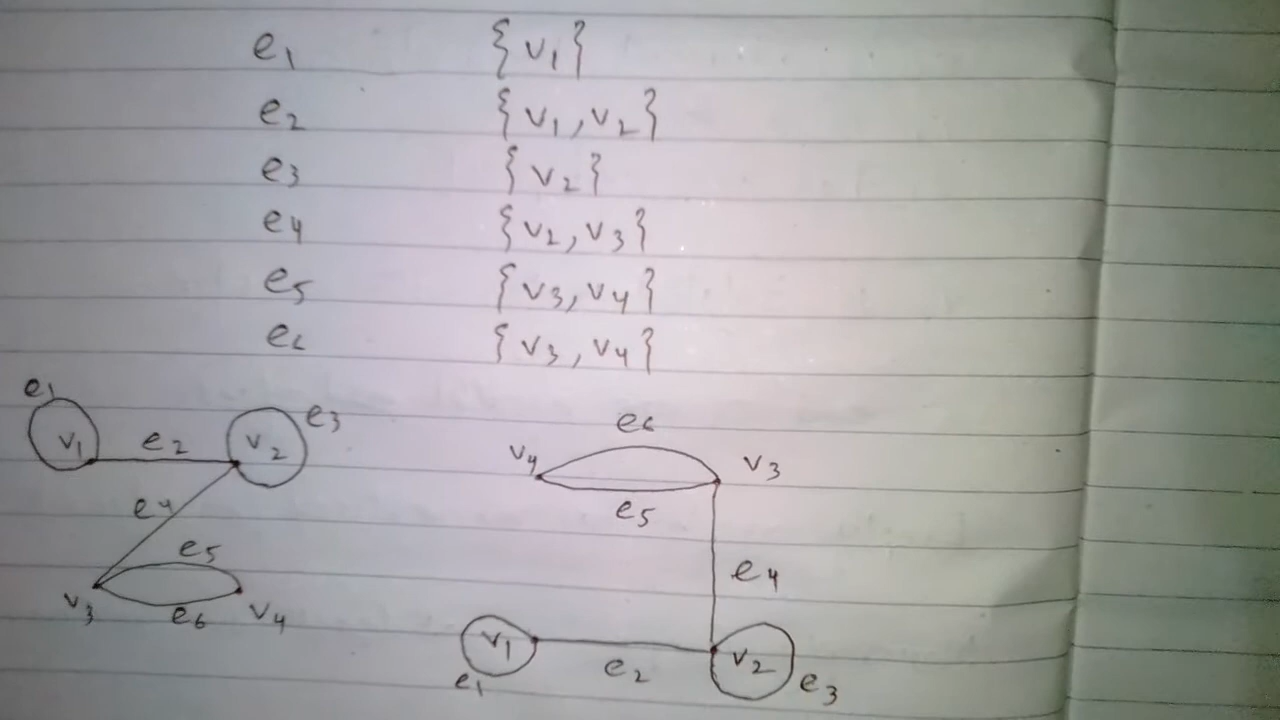 e1 {v1}
e2 {v1, v2}
e3 {v2}
e4 {v2, v3}
e5 {v3, v4}
e6 {v3, v4}
e1
v1 e2 v2 e3
e4
e5
v3 e6 v4
e6
v4 v3
e5
e4
v1 e2 v2
e1 e3